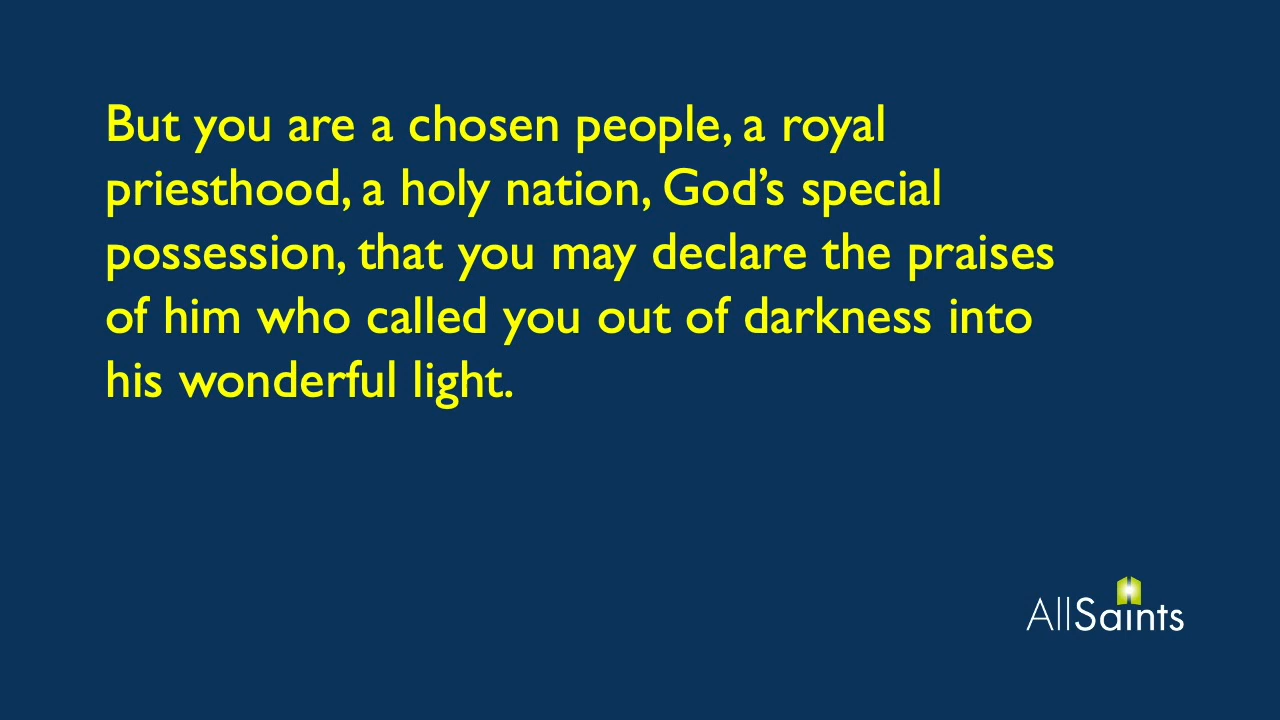 But you are a chosen people, a royal
priesthood, a holy nation, God’s special
possession, that you may declare the praises
of him who called you out of darkness into
his wonderful light.
AllSaints